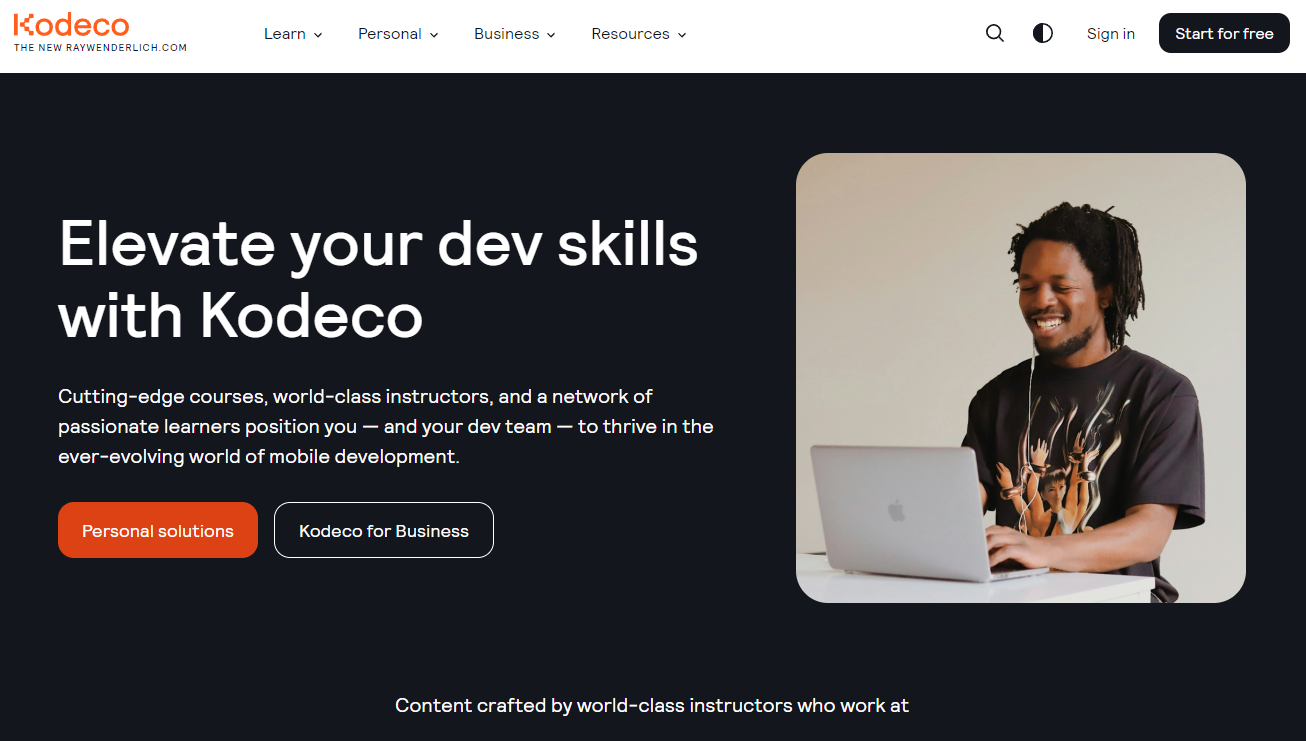 Kodeco
THE NEW RAYWENDERLICH.COM
Learn
Personal
Business
Resources
Sign in
Start for free
Elevate your dev skills
with Kodeco
Cutting-edge courses, world-class instructors, and a network of
passionate learners position you — and your dev team — to thrive in the
ever-evolving world of mobile development.
Personal solutions
Kodeco for Business
Content crafted by world-class instructors who work at